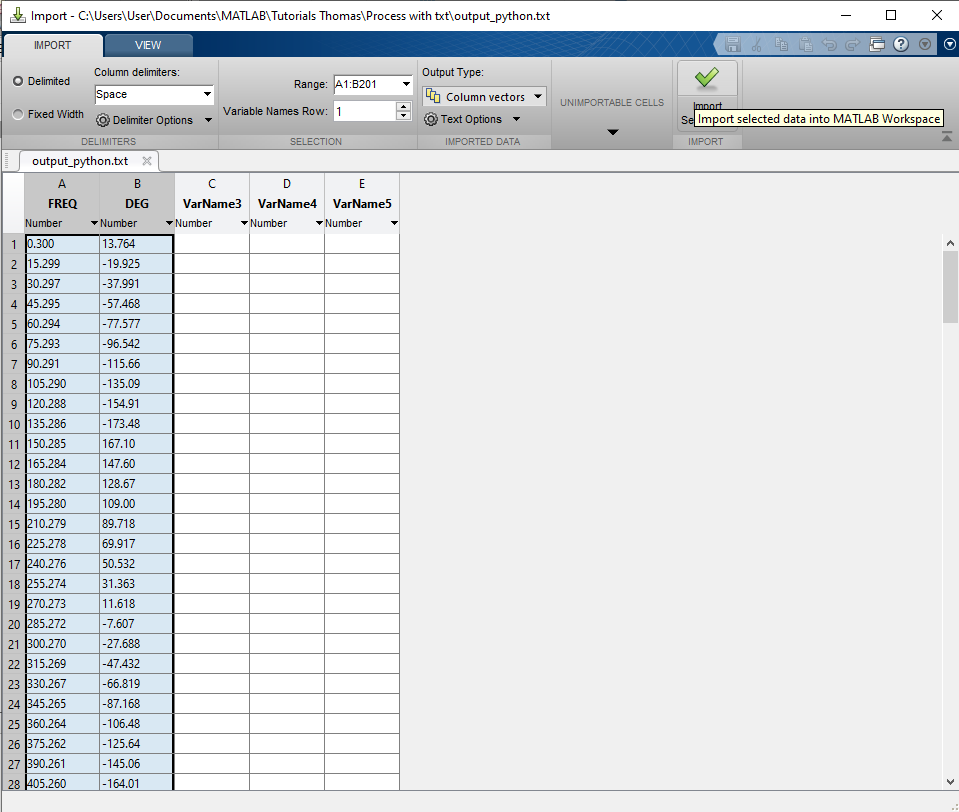 Import - C:\Users\User\Documents\MATLAB\Tutorials Thomas\Process with txt\output_python.txt
IMPORT VIEW
Delimited
Fixed Width
Column delimiters:
Space
Delimiter Options
DELIMITERS
Range: A1:B201
Variable Names Row: 1
SELECTION
Output Type:
Column vectors
Text Options
IMPORTED DATA
UNIMPORTABLE CELLS
Import
Import selected data into MATLAB Workspace
IMPORT
output_python.txt
A B C D E
FREQ DEG VarName3 VarName4 VarName5
Number Number Number Number Number
1 0.300 13.764
2 15.299 -19.925
3 30.297 -37.991
4 45.295 -57.468
5 60.294 -77.577
6 75.293 -96.542
7 90.291 -115.66
8 105.290 -135.09
9 120.288 -154.91
10 135.286 -173.48
11 150.285 167.10
12 165.284 147.60
13 180.282 128.67
14 195.280 109.00
15 210.279 89.718
16 225.278 69.917
17 240.276 50.532
18 255.274 31.363
19 270.273 11.618
20 285.272 -7.607
21 300.270 -27.688
22 315.269 -47.432
23 330.267 -66.819
24 345.265 -87.168
25 360.264 -106.48
26 375.262 -125.64
27 390.261 -145.06
28 405.260 -164.01